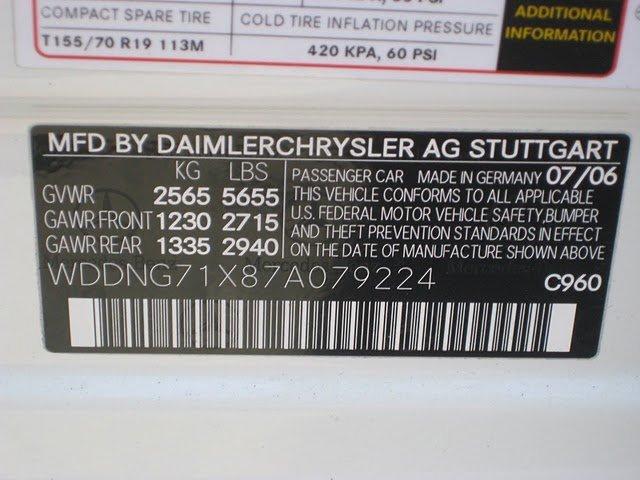 COMPACT SPARE TIRE
COLD TIRE INFLATION PRESSURE
T155/70 R19 113M
420 KPA, 60 PSI
ADDITIONAL
INFORMATION
MFD BY DAIMLERCHRYSLER AG STUTTGART
KG LBS
GVWR 2565 5655
GAWR FRONT 1230 2715
GAWR REAR 1335 2940
PASSENGER CAR MADE IN GERMANY 07/06
THIS VEHICLE CONFORMS TO ALL APPLICABLE
U.S. FEDERAL MOTOR VEHICLE SAFETY,BUMPER
AND THEFT PREVENTION STANDARDS IN EFFECT
ON THE DATE OF MANUFACTURE SHOWN ABOVE
WDDNG71X87A079224
C960